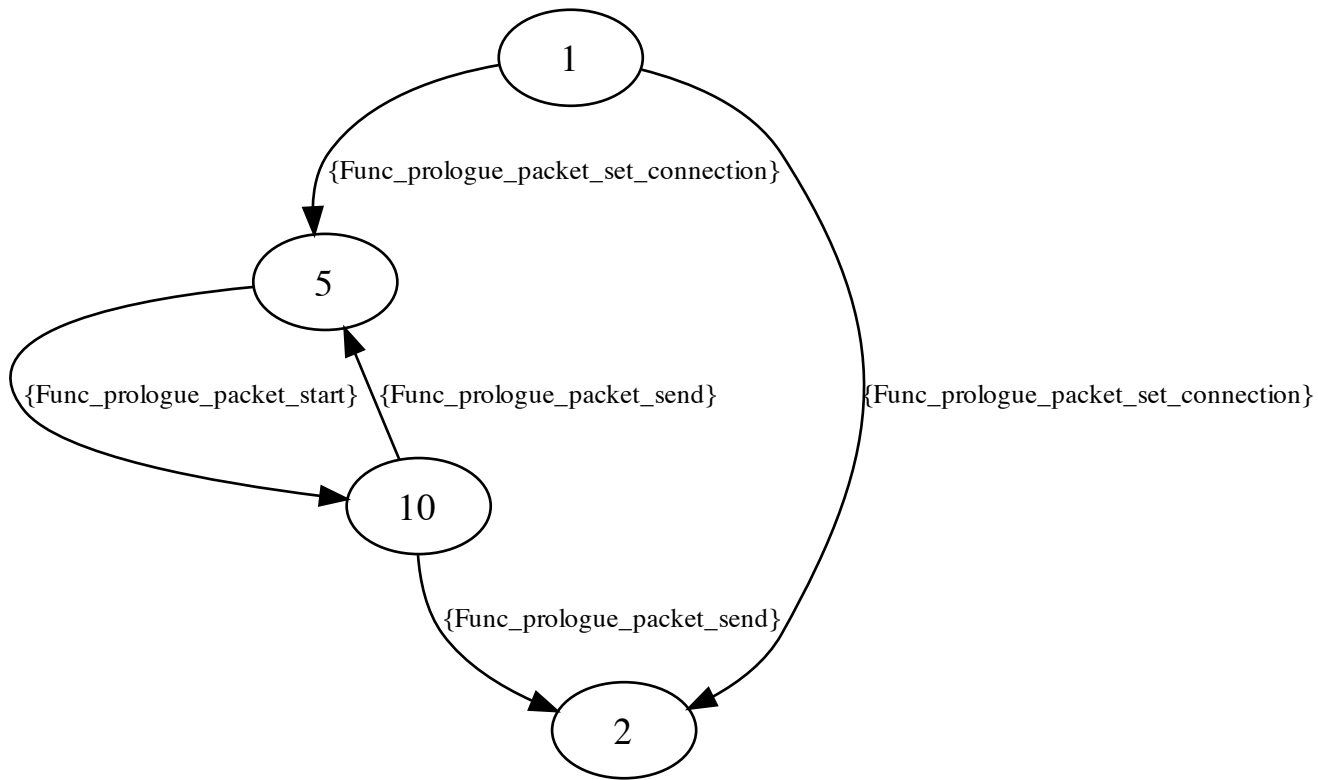 1
{Func_prologue_packet_set_connection}
5
{Func_prologue_packet_start}
{Func_prologue_packet_send}
{Func_prologue_packet_set_connection}
10
{Func_prologue_packet_send}
2